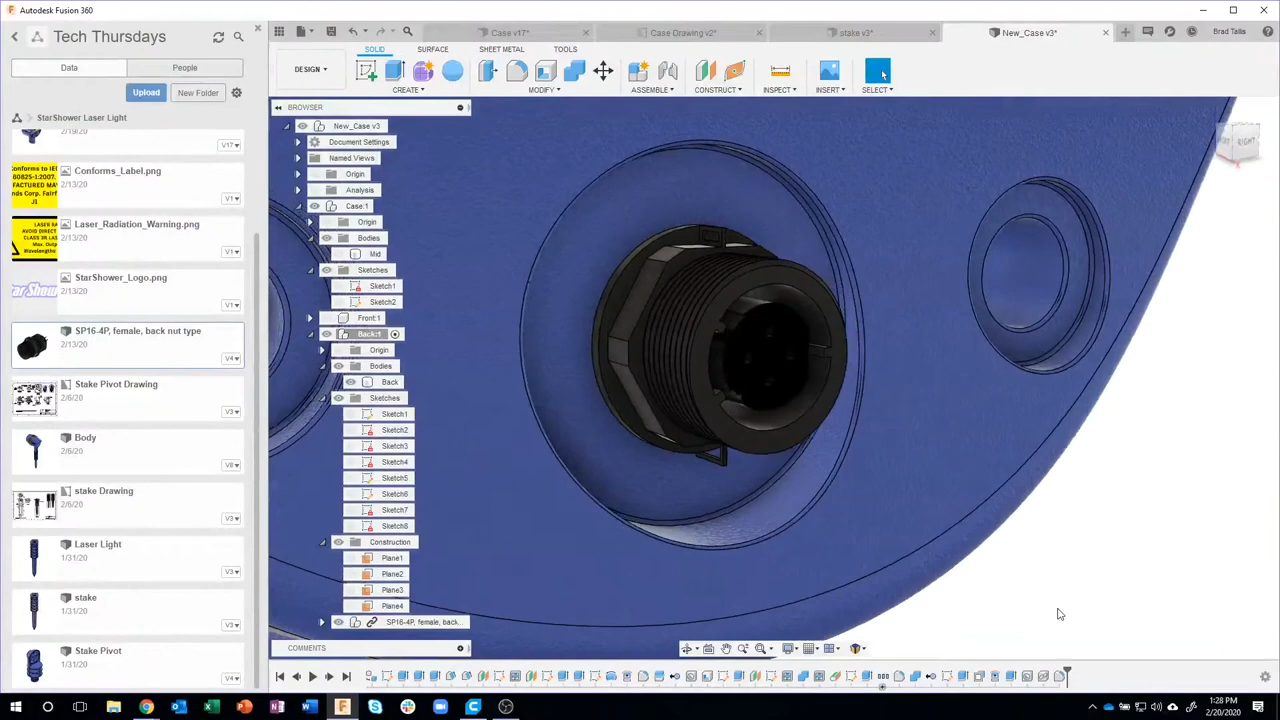 Autodesk Fusion 360
Tech Thursdays
Data
People
Upload
New Folder
StarShower Laser Light
2/19/20
V17▾
Conforms_Label.png
2/13/20
V1▾
Laser_Radiation_Warning.png
2/13/20
V1▾
StarShower_Logo.png
2/13/20
V1▾
SP16-4P, female, back nut type
2/13/20
V4▾
Stake Pivot Drawing
2/6/20
V3▾
Body
2/6/20
V8▾
stake Drawing
2/6/20
V3▾
Laser Light
1/31/20
V3▾
stake
1/31/20
V3▾
Stake Pivot
1/31/20
V4▾
Case v17*
Case Drawing v2*
stake v3*
New_Case v3*
Brad Tallis
DESIGN ▾
SOLID
SURFACE
SHEET METAL
TOOLS
CREATE ▾
MODIFY ▾
ASSEMBLE ▾
CONSTRUCT ▾
INSPECT ▾
INSERT ▾
SELECT ▾
BROWSER
New_Case v3
Document Settings
Named Views
Origin
Analysis
Case:1
Origin
Bodies
Mid
Sketches
Sketch1
Sketch2
Front:1
Back:1
Origin
Bodies
Back
Sketches
Sketch1
Sketch2
Sketch3
Sketch4
Sketch5
Sketch6
Sketch7
Sketch8
Construction
Plane1
Plane2
Plane3
Plane4
SP16-4P, female, back...
COMMENTS
RIGHT
1:28 PM
2/20/2020